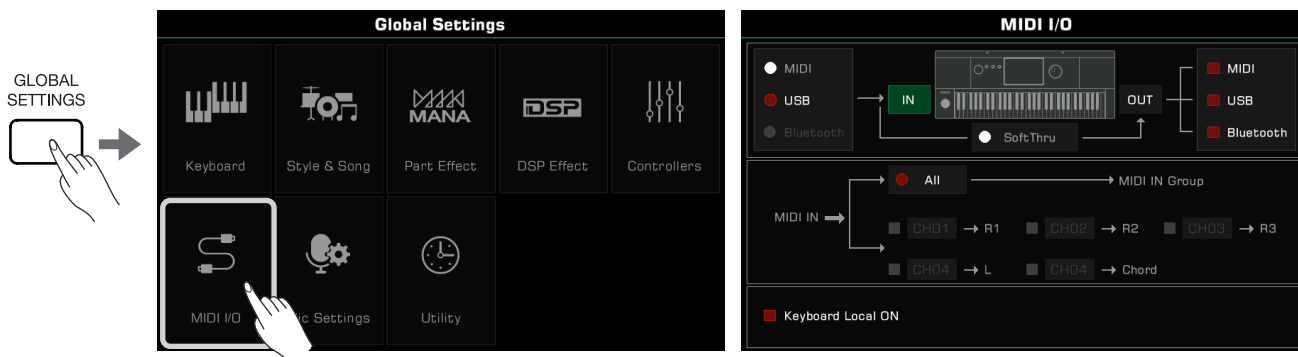 GLOBAL
SETTINGS
Global Settings
MANA
DSP
Keyboard
Style & Song
Part Effect
DSP Effect
Controllers
MIDI I/O
ic Settings
Utility
MIDI I/O
MIDI
USB
Bluetooth
IN
OUT
SoftThru
MIDI
USB
Bluetooth
MIDI IN
All
MIDI IN Group
CH01
R1
CH02
R2
CH03
R3
CH04
L
CH04
Chord
Keyboard Local ON